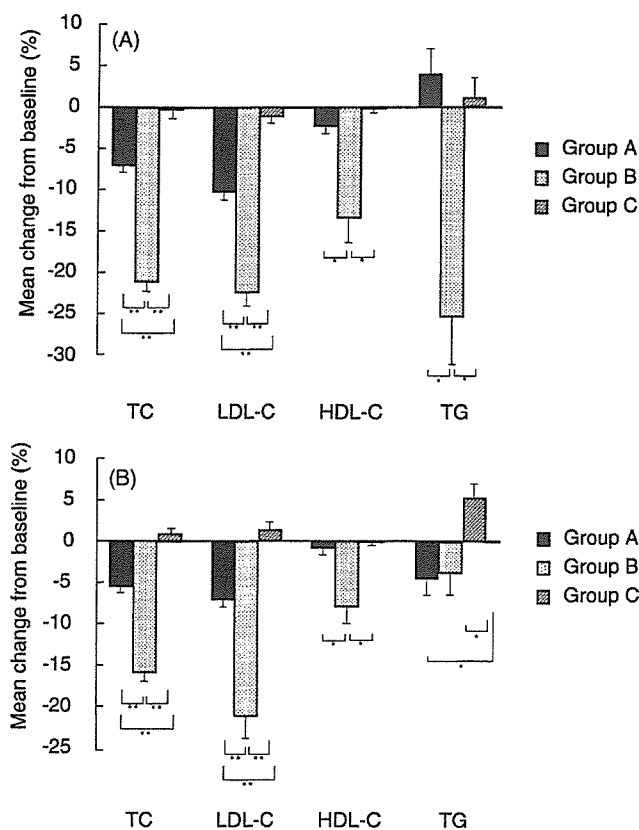 (A)
Mean change from baseline (%)
10
5
0
-5
-10
-15
-20
-25
-30
** **
**
** **
**
* *
* *
TC LDL-C HDL-C TG
Group A
Group B
Group C
(B)
Mean change from baseline (%)
10
5
0
-5
-10
-15
-20
-25
** **
**
** **
**
* *
*
*
TC LDL-C HDL-C TG
Group A
Group B
Group C